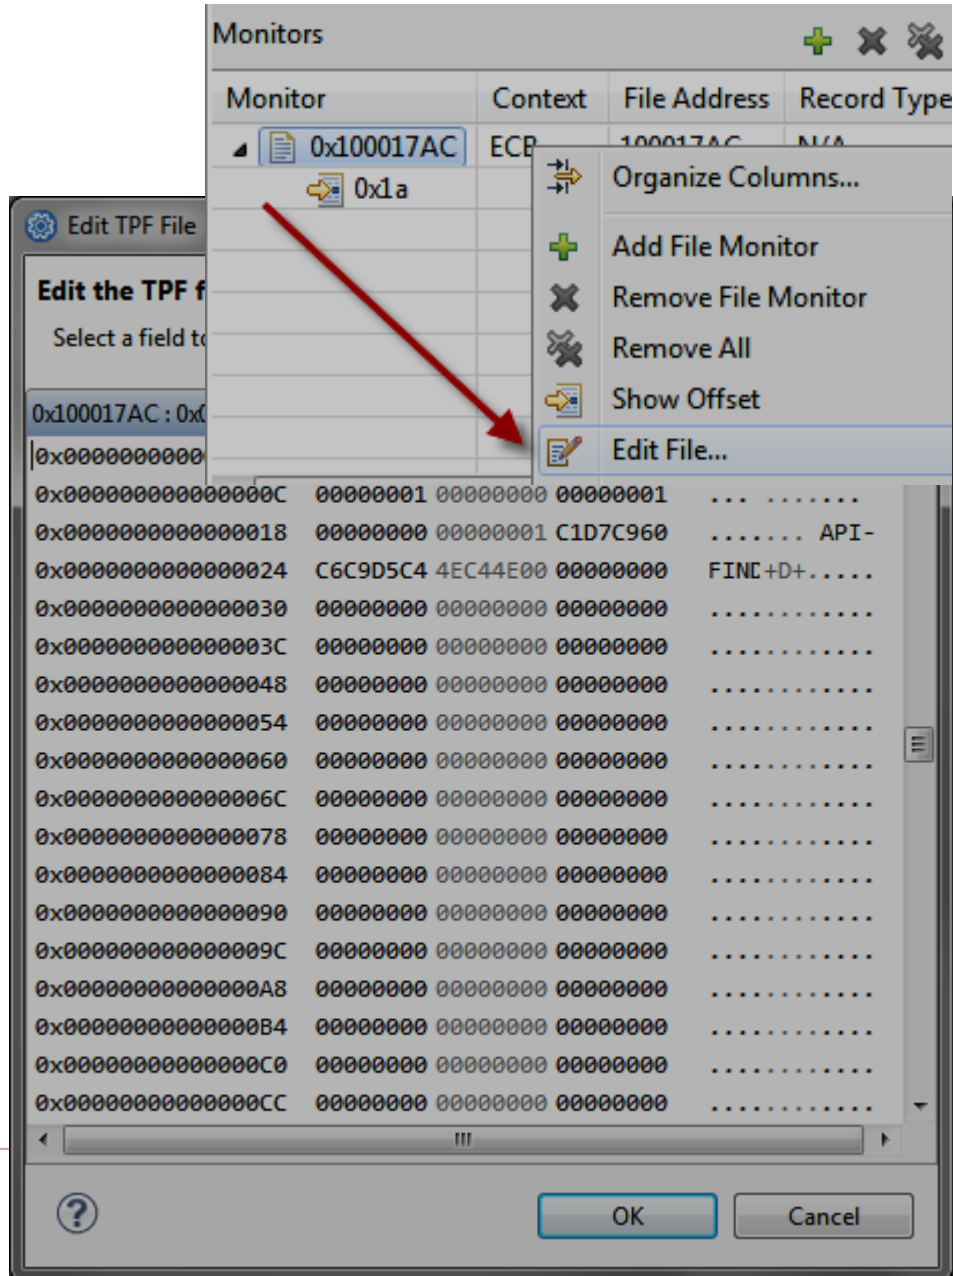 Monitors
Monitor Context File Address Record Type
0x100017AC ECB 100017AC N/A
0x1a
Organize Columns...
Add File Monitor
Remove File Monitor
Remove All
Show Offset
Edit File...
Edit TPF File
Edit the TPF f
Select a field to
0x100017AC : 0x0
0x0000000000
0x000000000000000C 00000001 00000000 00000001 ... .......
0x0000000000000018 00000000 00000001 C1D7C960 ....... API-
0x0000000000000024 C6C9D5C4 4EC44E00 00000000 FIND+D+.....
0x0000000000000030 00000000 00000000 00000000 ............
0x000000000000003C 00000000 00000000 00000000 ............
0x0000000000000048 00000000 00000000 00000000 ............
0x0000000000000054 00000000 00000000 00000000 ............
0x0000000000000060 00000000 00000000 00000000 ............
0x000000000000006C 00000000 00000000 00000000 ............
0x0000000000000078 00000000 00000000 00000000 ............
0x0000000000000084 00000000 00000000 00000000 ............
0x0000000000000090 00000000 00000000 00000000 ............
0x000000000000009C 00000000 00000000 00000000 ............
0x00000000000000A8 00000000 00000000 00000000 ............
0x00000000000000B4 00000000 00000000 00000000 ............
0x00000000000000C0 00000000 00000000 00000000 ............
0x00000000000000CC 00000000 00000000 00000000 ............
OK Cancel